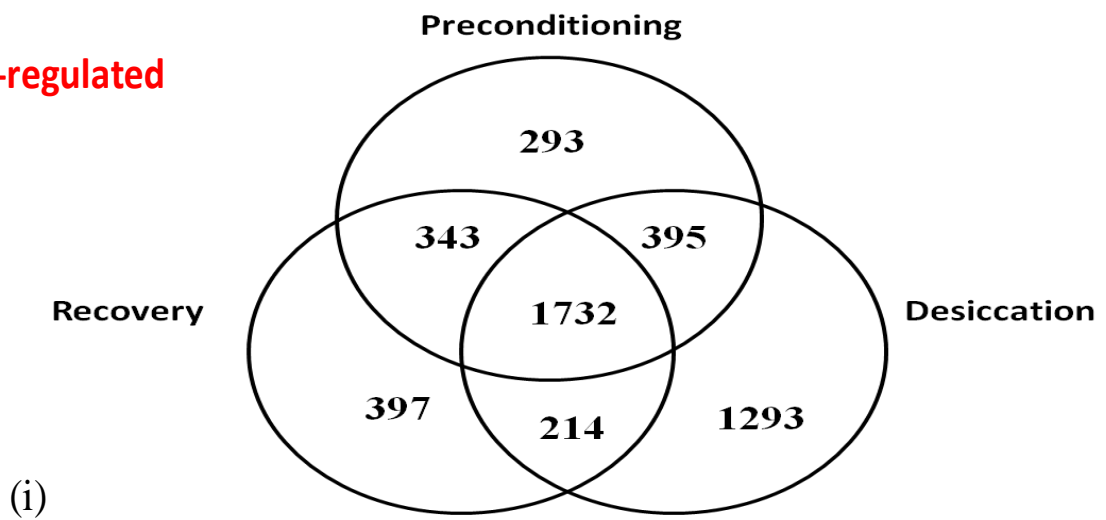 Preconditioning
-regulated
293
343
395
Recovery
1732
Desiccation
397
214
1293
(i)